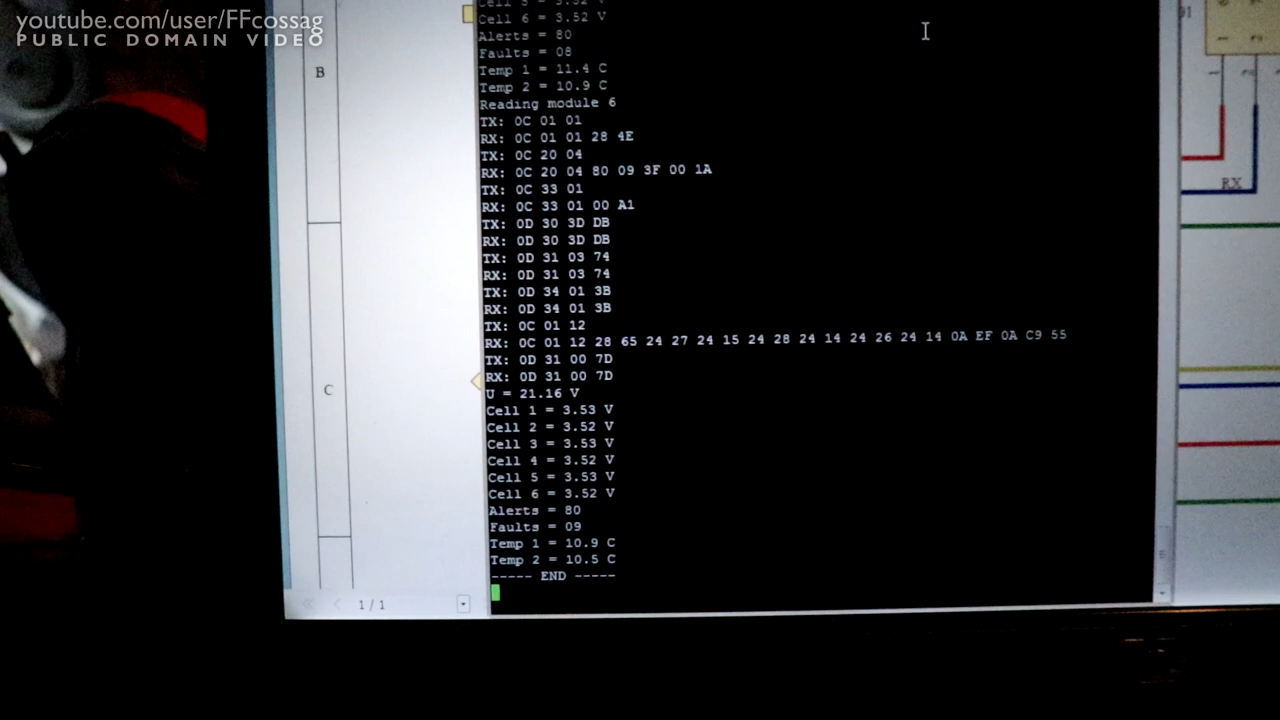 youtube.com/user/FFcossag
PUBLIC DOMAIN VIDEO
Cell 5 = 3.52 V
Cell 6 = 3.52 V
Alerts = 80
Faults = 08
Temp 1 = 11.4 C
Temp 2 = 10.9 C
Reading module 6
TX: 0C 01 01
RX: 0C 01 01 28 4E
TX: 0C 20 04
RX: 0C 20 04 80 09 3F 00 1A
TX: 0C 33 01
RX: 0C 33 01 00 A1
TX: 0D 30 3D DB
RX: 0D 30 3D DB
TX: 0D 31 03 74
RX: 0D 31 03 74
TX: 0D 34 01 3B
RX: 0D 34 01 3B
TX: 0C 01 12
RX: 0C 01 12 28 65 24 27 24 15 24 28 24 14 24 26 24 14 0A EF 0A C9 55
TX: 0D 31 00 7D
RX: 0D 31 00 7D
U = 21.16 V
Cell 1 = 3.53 V
Cell 2 = 3.52 V
Cell 3 = 3.53 V
Cell 4 = 3.52 V
Cell 5 = 3.53 V
Cell 6 = 3.52 V
Alerts = 80
Faults = 09
Temp 1 = 10.9 C
Temp 2 = 10.5 C
----- END -----
B
C
1 / 1
1
2
RX